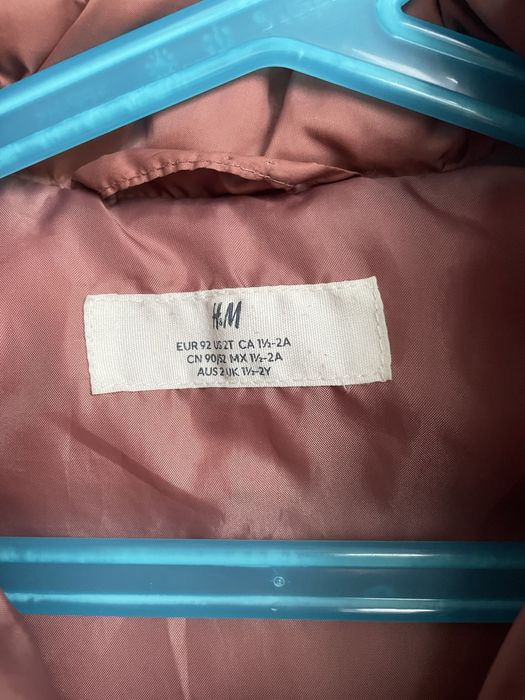 H&M
EUR 92 US 2T CA 1½-2A
CN 90/52 MX 1½-2A
AUS 2 UK 1½-2Y